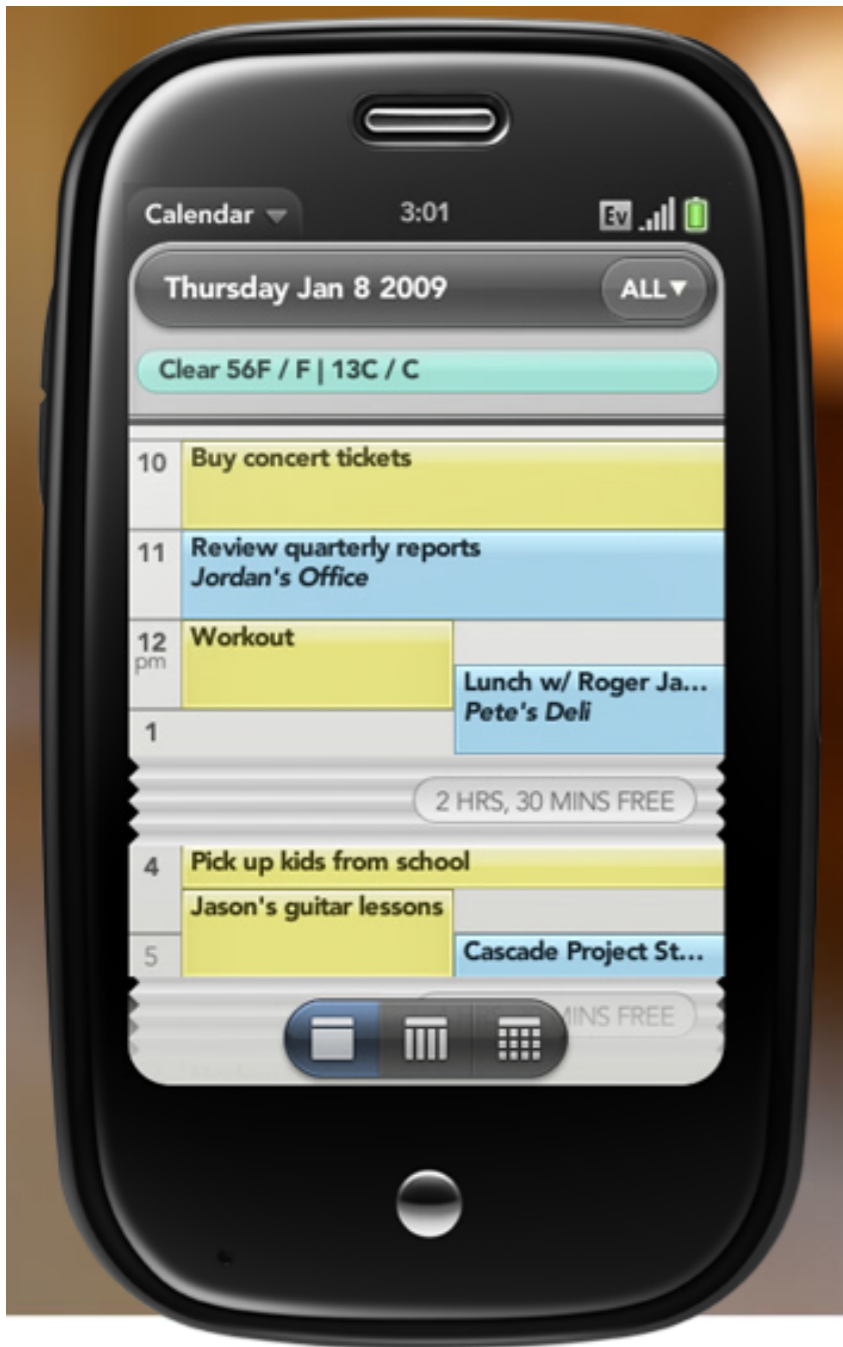 Calendar
3:01
Ev
Thursday Jan 8 2009
ALL
Clear 56F / F | 13C / C
10
Buy concert tickets
11
Review quarterly reports
Jordan's Office
12
pm
Workout
Lunch w/ Roger Ja...
Pete's Deli
1
2 HRS, 30 MINS FREE
4
Pick up kids from school
Jason's guitar lessons
5
Cascade Project St...
MINS FREE